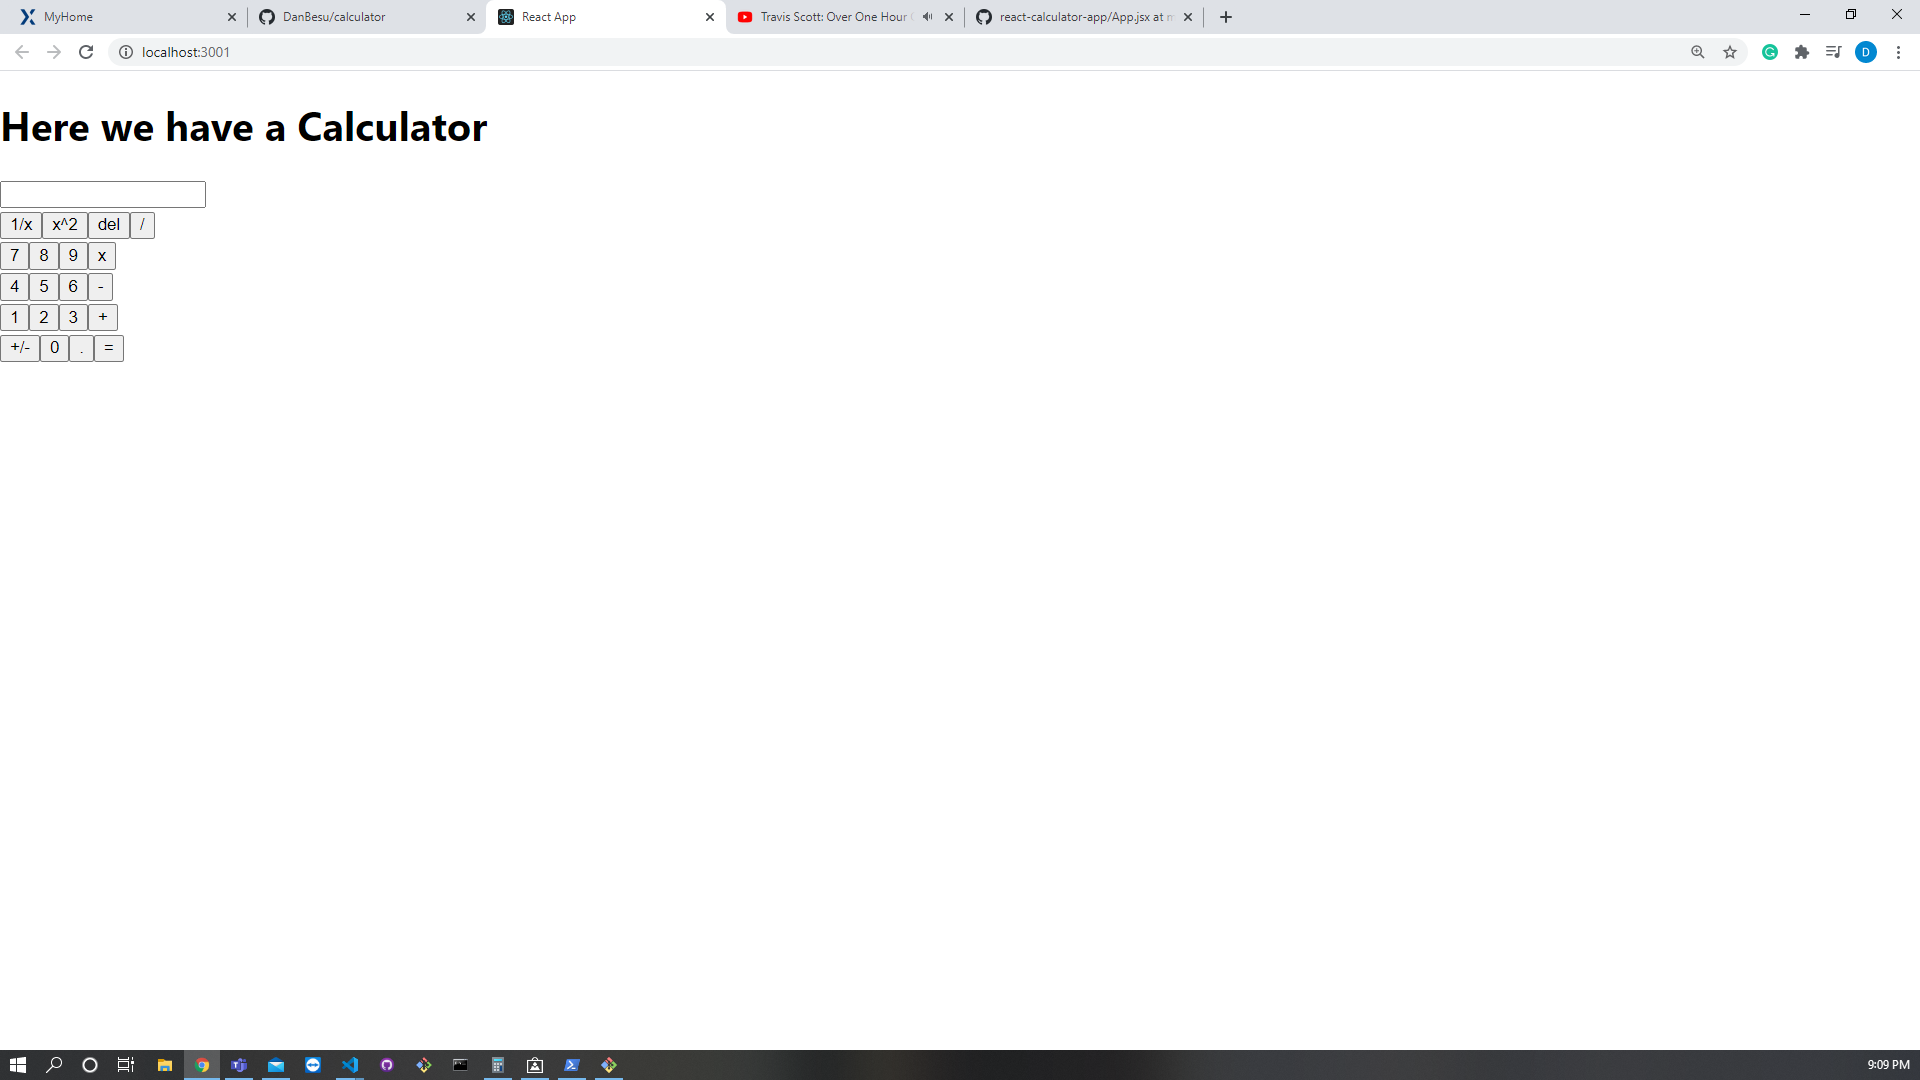 MyHome
DanBesu/calculator
React App
Travis Scott: Over One Hour
react-calculator-app/App.jsx at m
localhost:3001
D
Here we have a Calculator
1/x x^2 del /
7 8 9 x
4 5 6 -
1 2 3 +
+/- 0 . =
9:09 PM